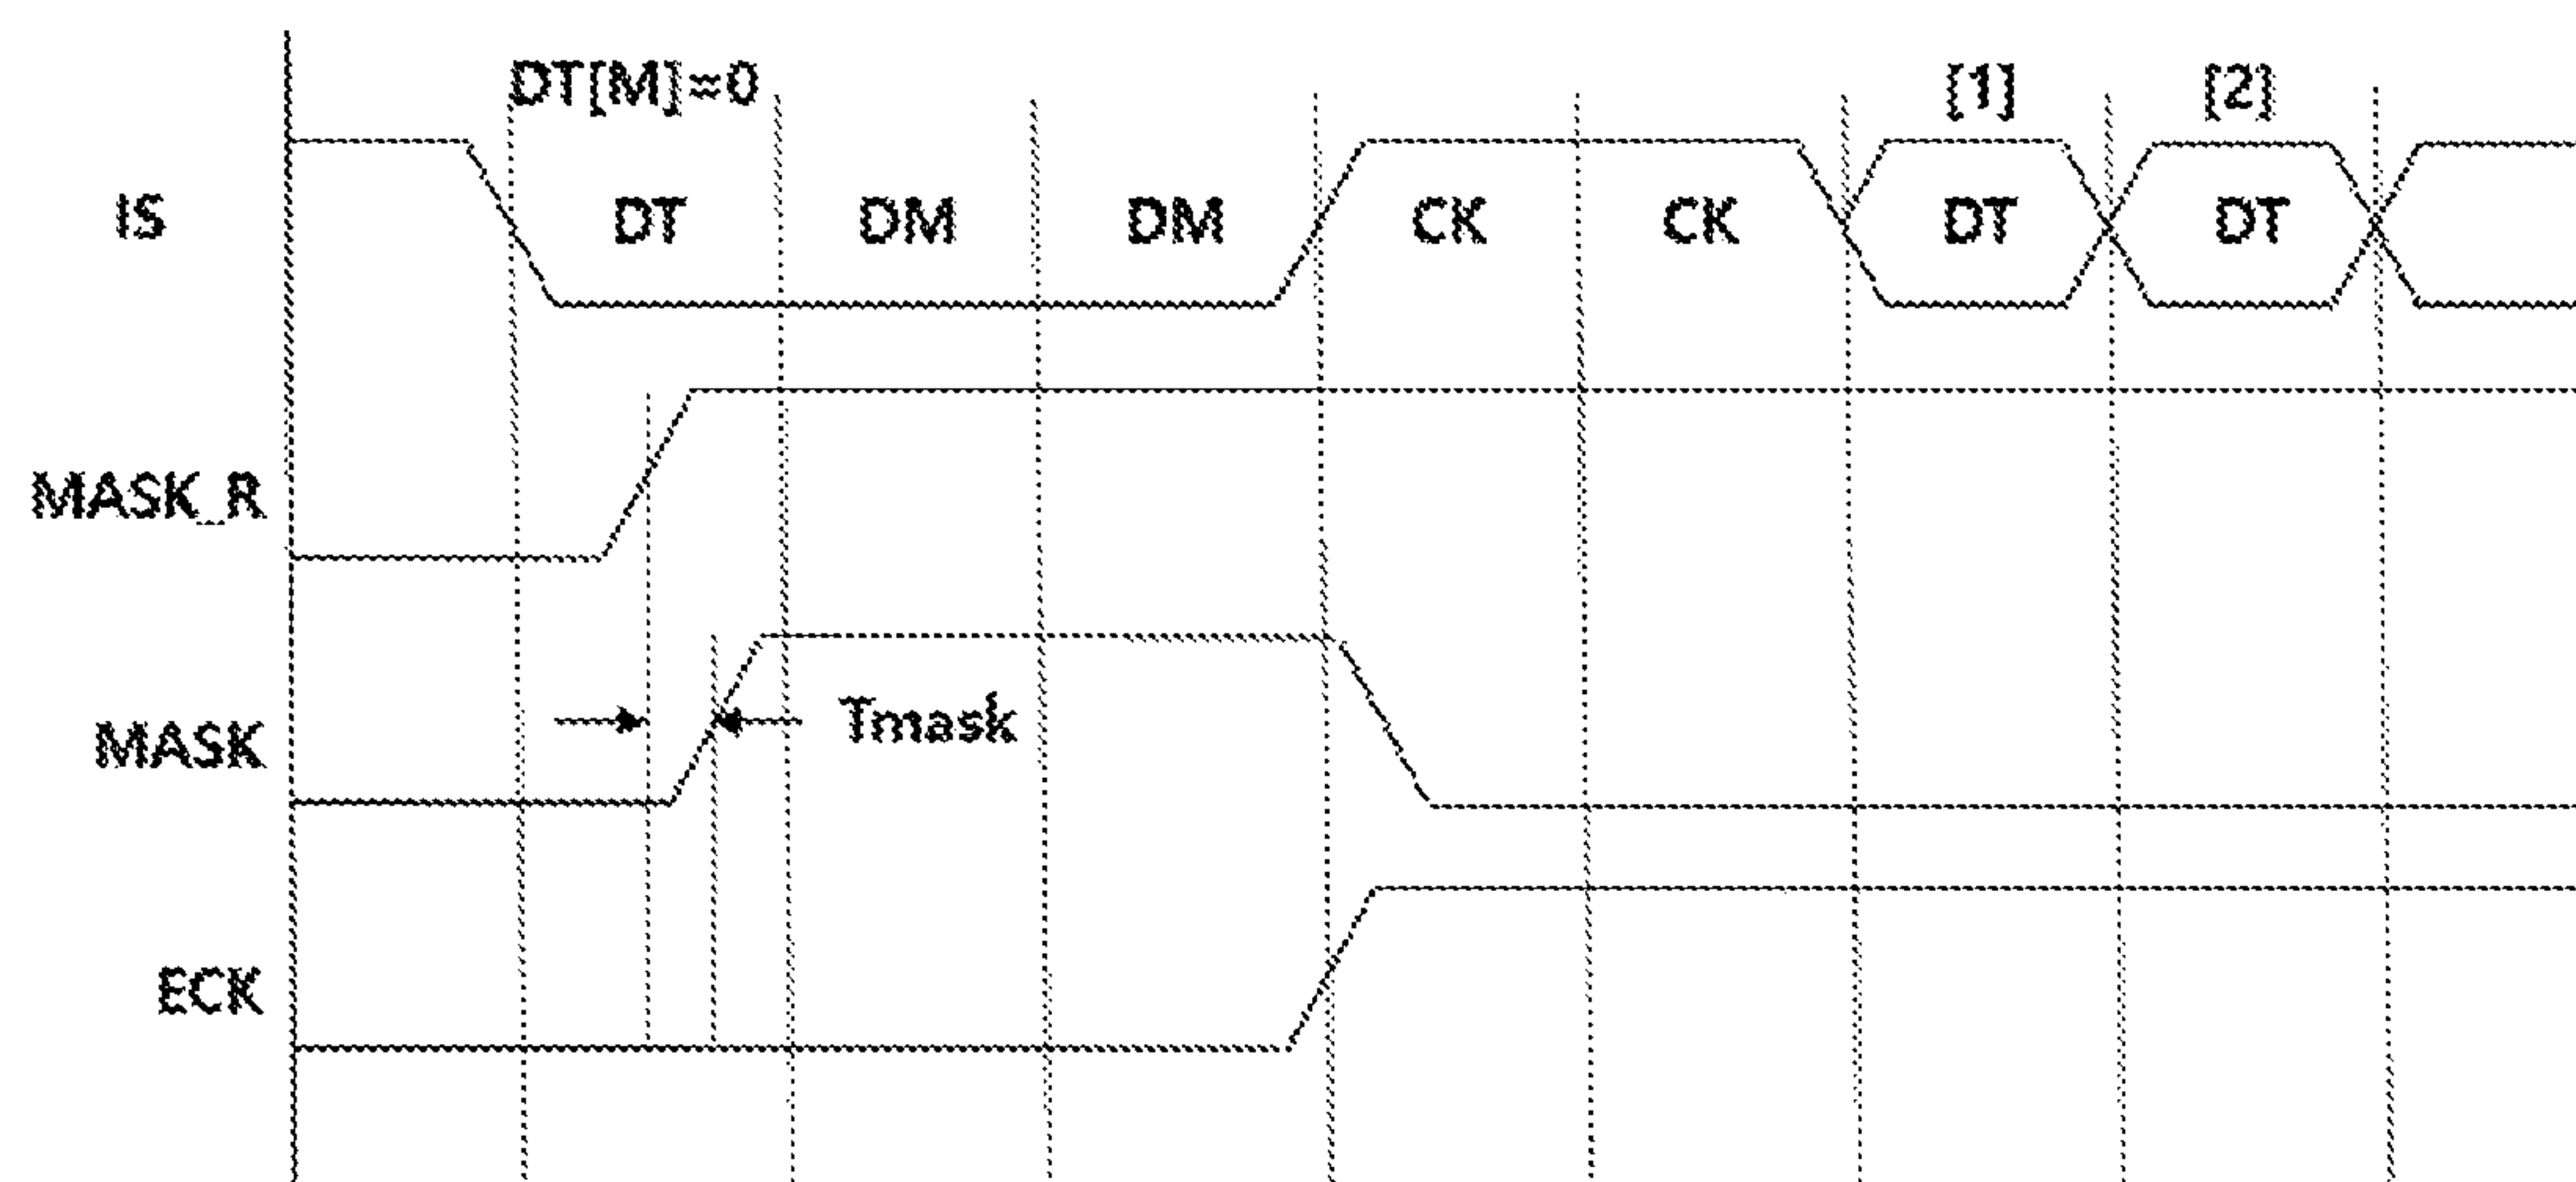 DT[M]=0 [1] [2]
IS DT DM DM CK CK DT DT
MASK_R
MASK Tmask
ECK